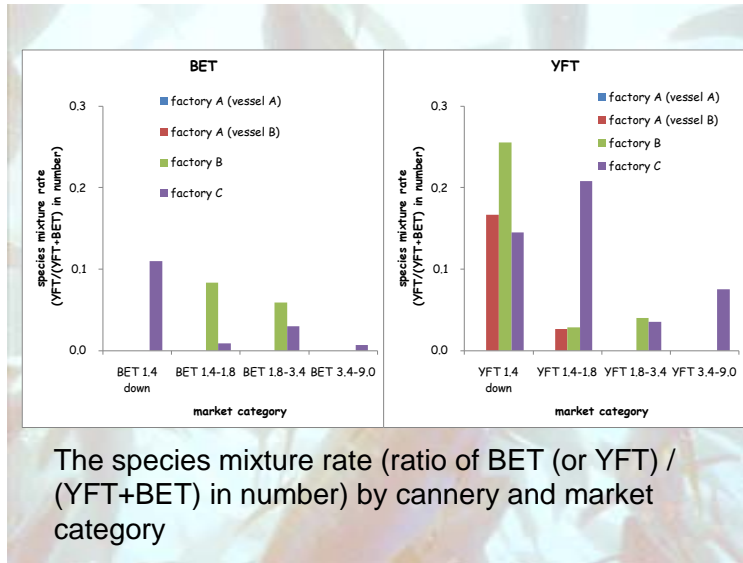 BET
factory A (vessel A)
factory A (vessel B)
factory B
factory C
species mixture rate
(YFT/(YFT+BET) in number)
0.3
0.2
0.1
0.0
BET 1.4 down
BET 1.4-1.8
BET 1.8-3.4
BET 3.4-9.0
market category
YFT
factory A (vessel A)
factory A (vessel B)
factory B
factory C
species mixture rate
(YFT/(YFT+BET) in number)
0.3
0.2
0.1
0.0
YFT 1.4 down
YFT 1.4-1.8
YFT 1.8-3.4
YFT 3.4-9.0
market category
The species mixture rate (ratio of BET (or YFT) /
(YFT+BET) in number) by cannery and market
category